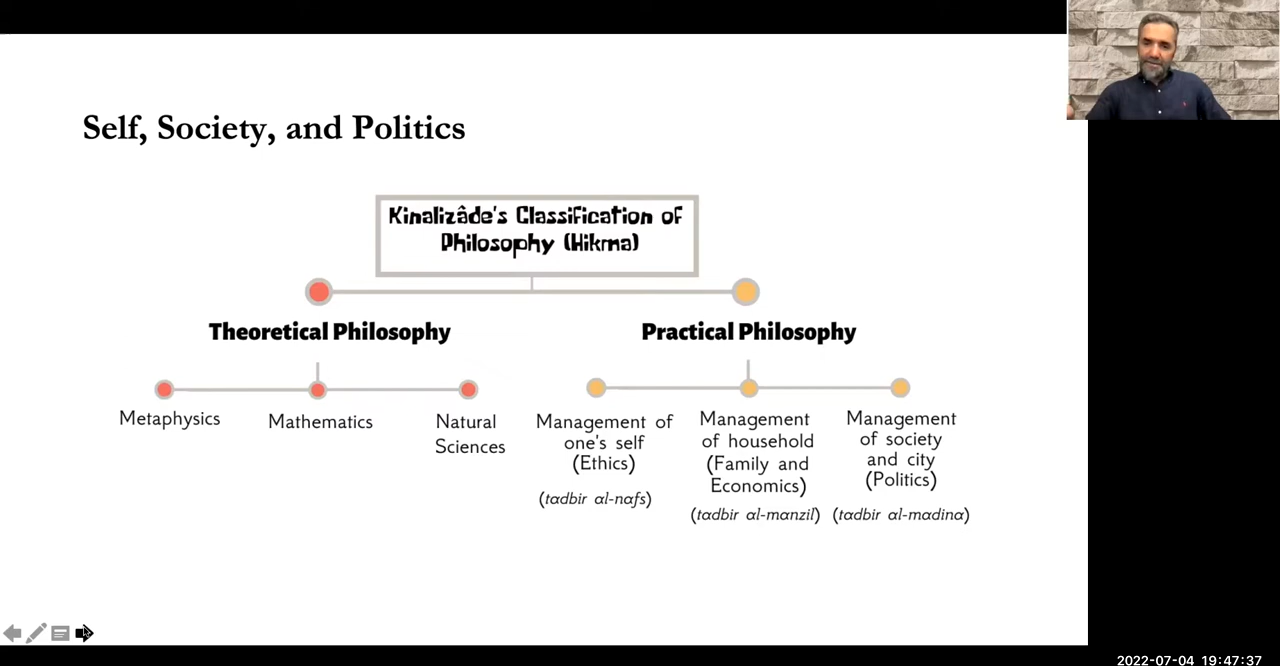 Self, Society, and Politics
Kinalizâde's Classification of
Philosophy (Hikma)
Theoretical Philosophy
Practical Philosophy
Metaphysics
Mathematics
Natural
Sciences
Management of
one's self
(Ethics)
(tadbir al-nafs)
Management
of household
(Family and
Economics)
(tadbir al-manzil)
Management
of society
and city
(Politics)
(tadbir al-madina)
2022-07-04 19:47:37